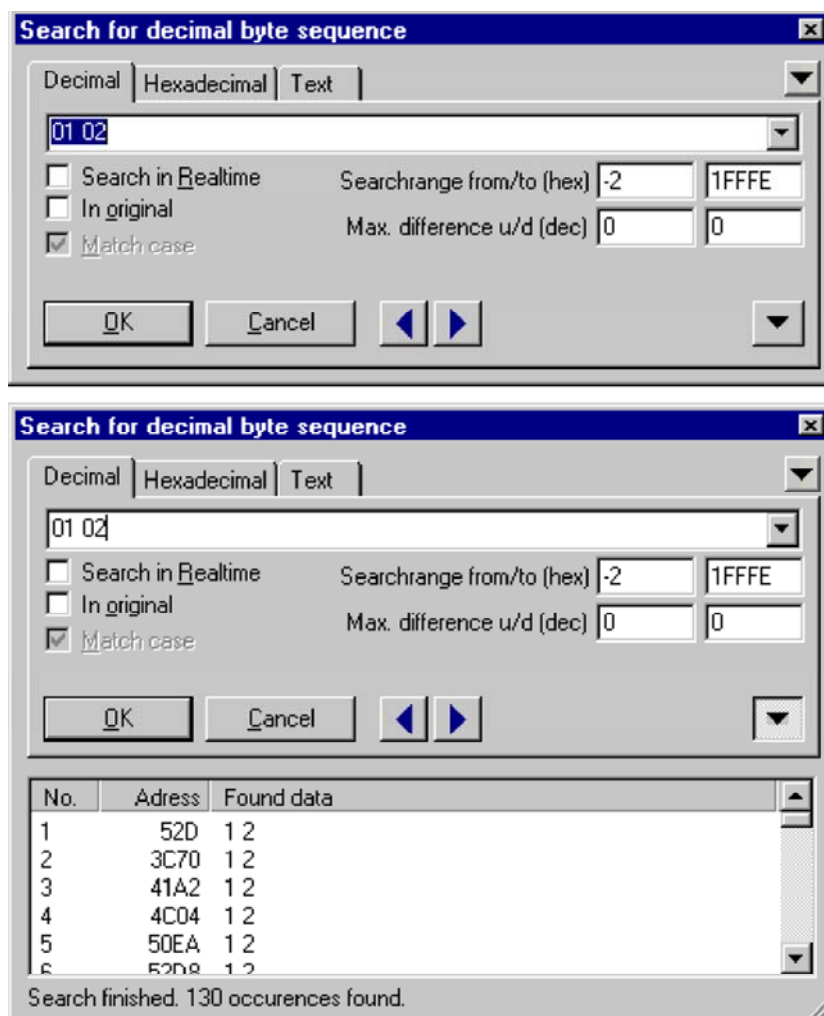 Search for decimal byte sequence
Decimal Hexadecimal Text
01 02
Search in Realtime Searchrange from/to (hex) -2 1FFFE
In original
Max. difference u/d (dec) 0 0
Match case
OK Cancel
Search for decimal byte sequence
Decimal Hexadecimal Text
01 02
Search in Realtime Searchrange from/to (hex) -2 1FFFE
In original
Max. difference u/d (dec) 0 0
Match case
OK Cancel
No. Adress Found data
1 52D 1 2
2 3C70 1 2
3 41A2 1 2
4 4C04 1 2
5 50EA 1 2
6 52D8 1 2
Search finished. 130 occurences found.